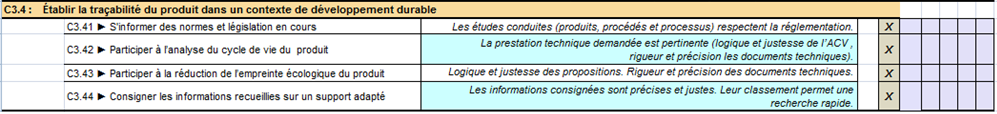 C3.4 : Établir la traçabilité du produit dans un contexte de développement durable
C3.41 ► S'informer des normes et législation en cours Les études conduites (produits, procédés et processus) respectent la réglementation. X
C3.42 ► Participer à l'analyse du cycle de vie du produit La prestation technique demandée est pertinente (logique et justesse de l'ACV ,
rigueur et précision les documents techniques). X
C3.43 ► Participer à la réduction de l'empreinte écologique du produit Logique et justesse des propositions. Rigueur et précision des documents techniques. X
C3.44 ► Consigner les informations recueillies sur un support adapté Les informations consignées sont précises et justes. Leur classement permet une
recherche rapide. X